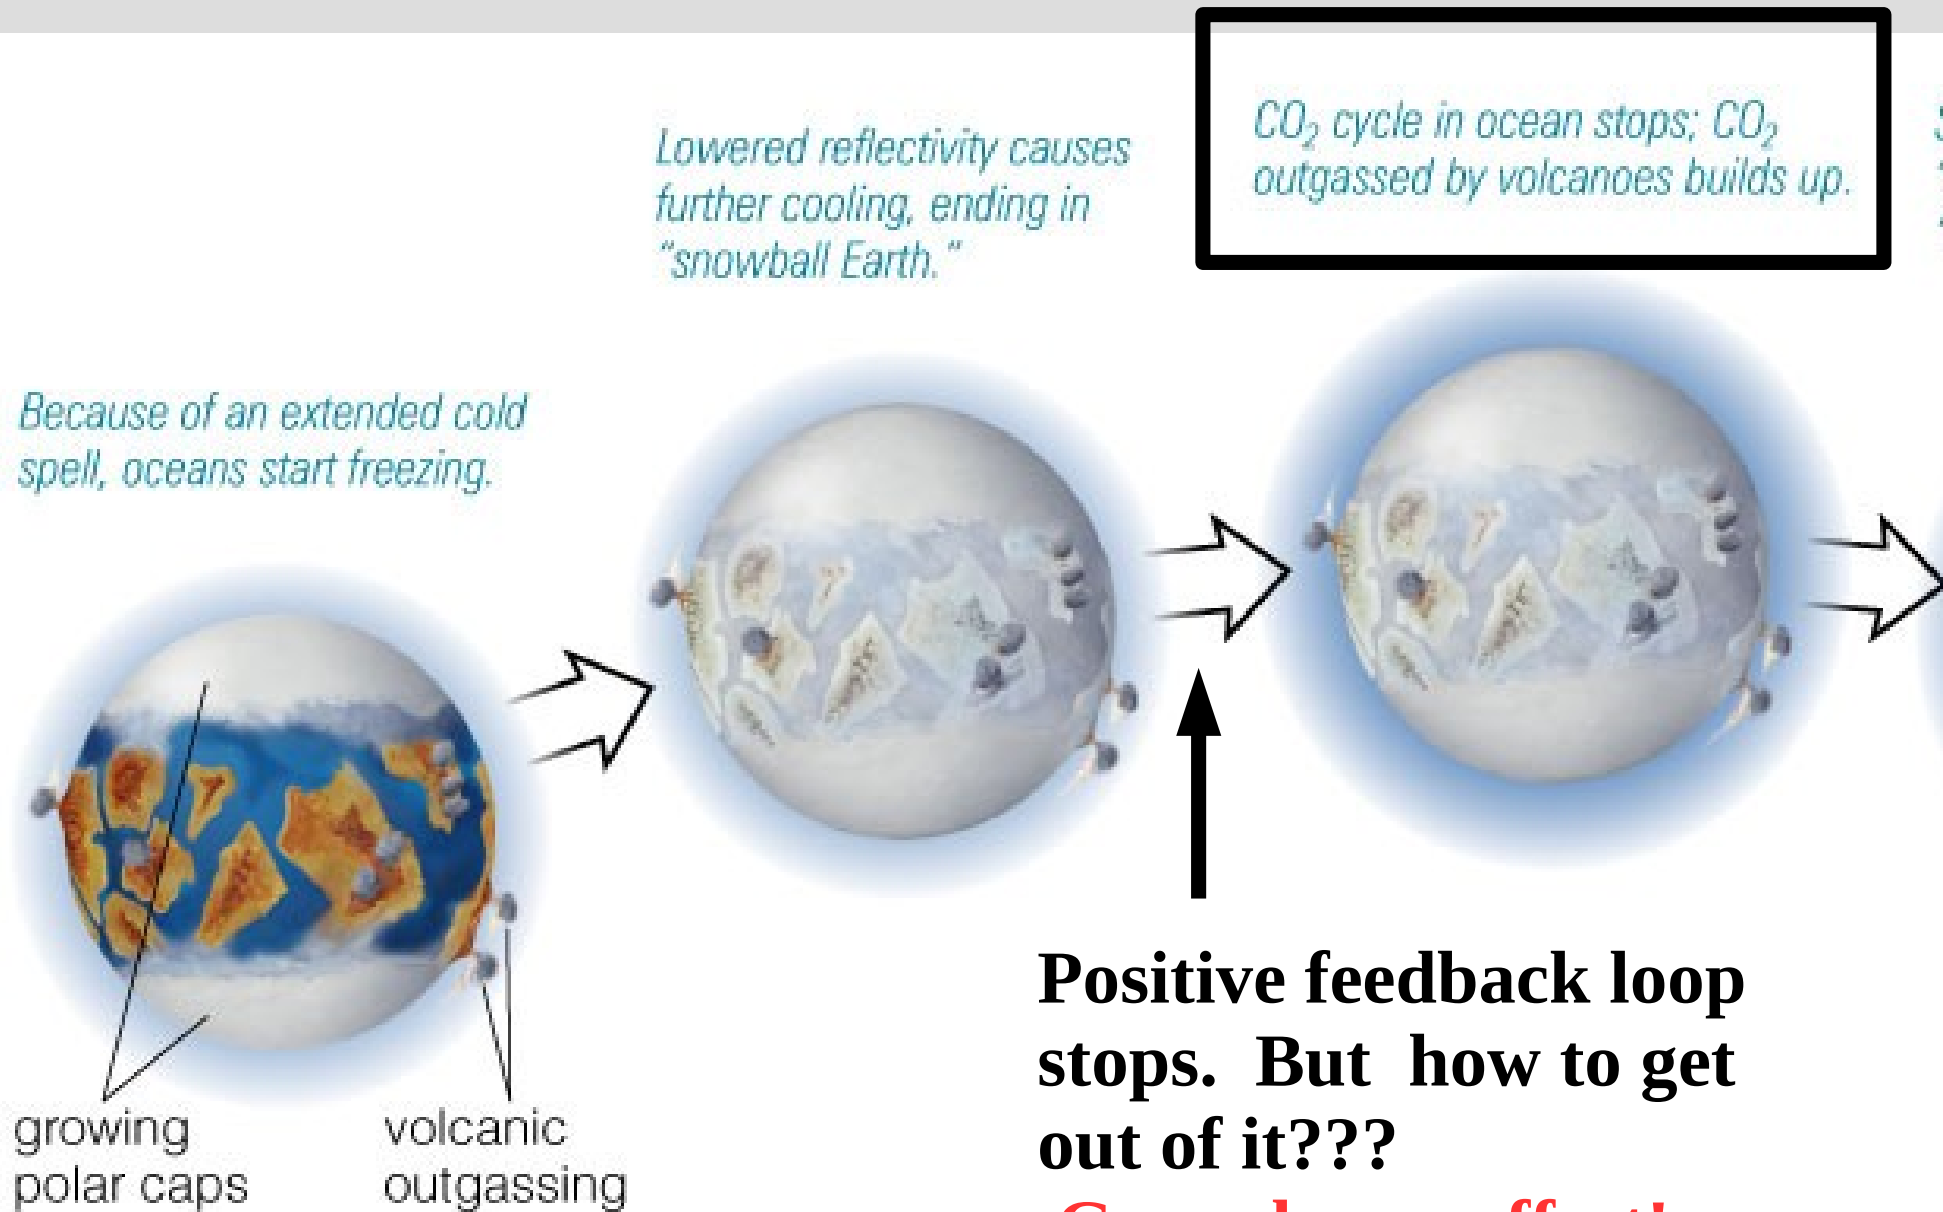 Because of an extended cold
spell, oceans start freezing.
growing
polar caps
volcanic
outgassing
Lowered reflectivity causes
further cooling, ending in
“snowball Earth.”
CO₂ cycle in ocean stops; CO₂
outgassed by volcanoes builds up.
Positive feedback loop
stops. But how to get
out of it???